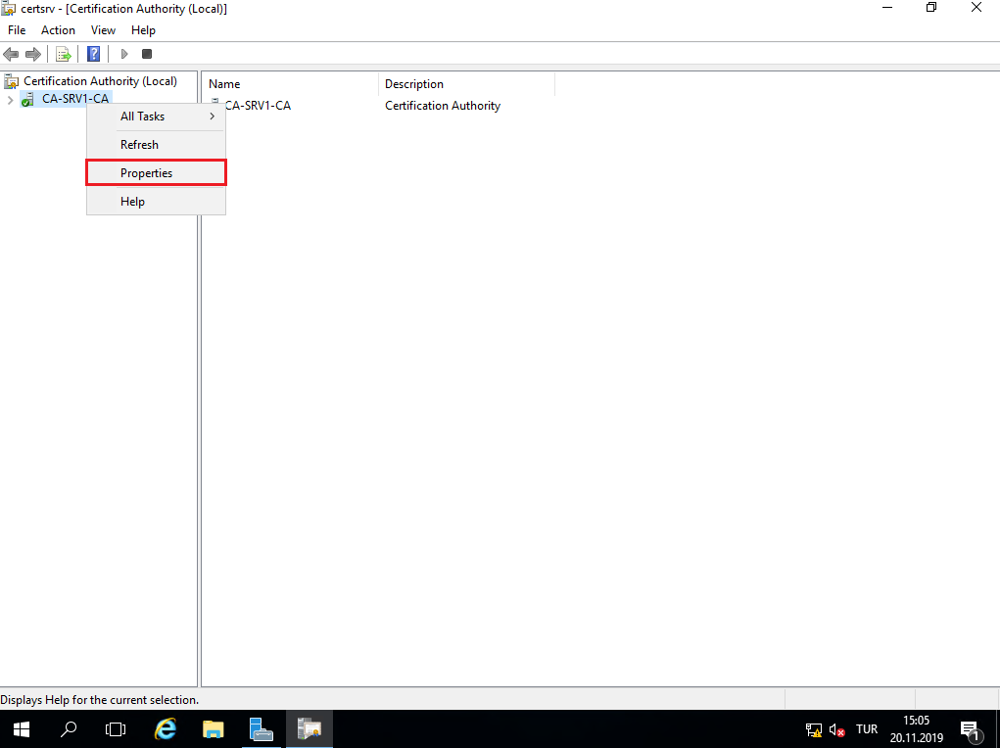 certsrv - [Certification Authority (Local)]
File Action View Help
Certification Authority (Local)
CA-SRV1-CA
Name Description
CA-SRV1-CA Certification Authority
All Tasks
Refresh
Properties
Help
Displays Help for the current selection.
TUR
15:05
20.11.2019
1